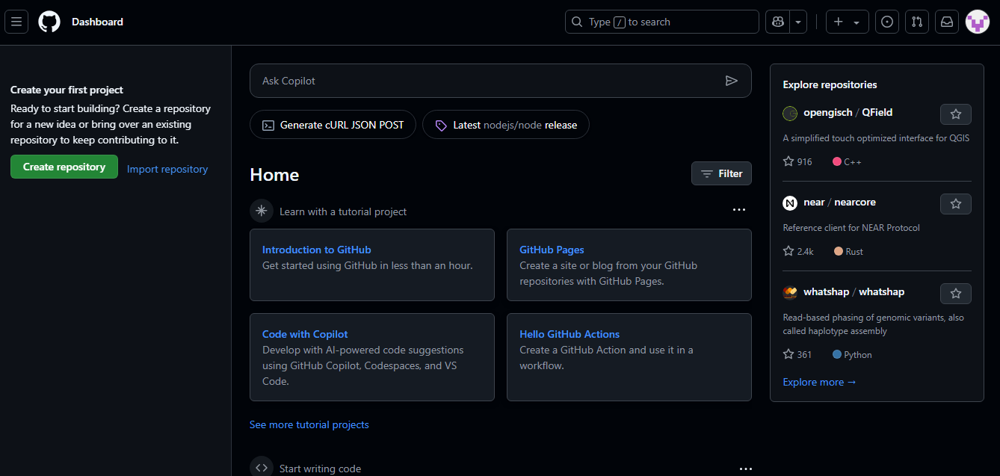 Dashboard
Type / to search
Create your first project
Ready to start building? Create a repository
for a new idea or bring over an existing
repository to keep contributing to it.
Create repository
Import repository
Ask Copilot
Generate cURL JSON POST
Latest nodejs/node release
Home
Filter
Learn with a tutorial project
Introduction to GitHub
Get started using GitHub in less than an hour.
GitHub Pages
Create a site or blog from your GitHub
repositories with GitHub Pages.
Code with Copilot
Develop with AI-powered code suggestions
using GitHub Copilot, Codespaces, and VS
Code.
Hello GitHub Actions
Create a GitHub Action and use it in a
workflow.
See more tutorial projects
Start writing code
Explore repositories
opengisch / QField
A simplified touch optimized interface for QGIS
916 C++
near / nearcore
Reference client for NEAR Protocol
2.4k Rust
whatshap / whatshap
Read-based phasing of genomic variants, also
called haplotype assembly
361 Python
Explore more →